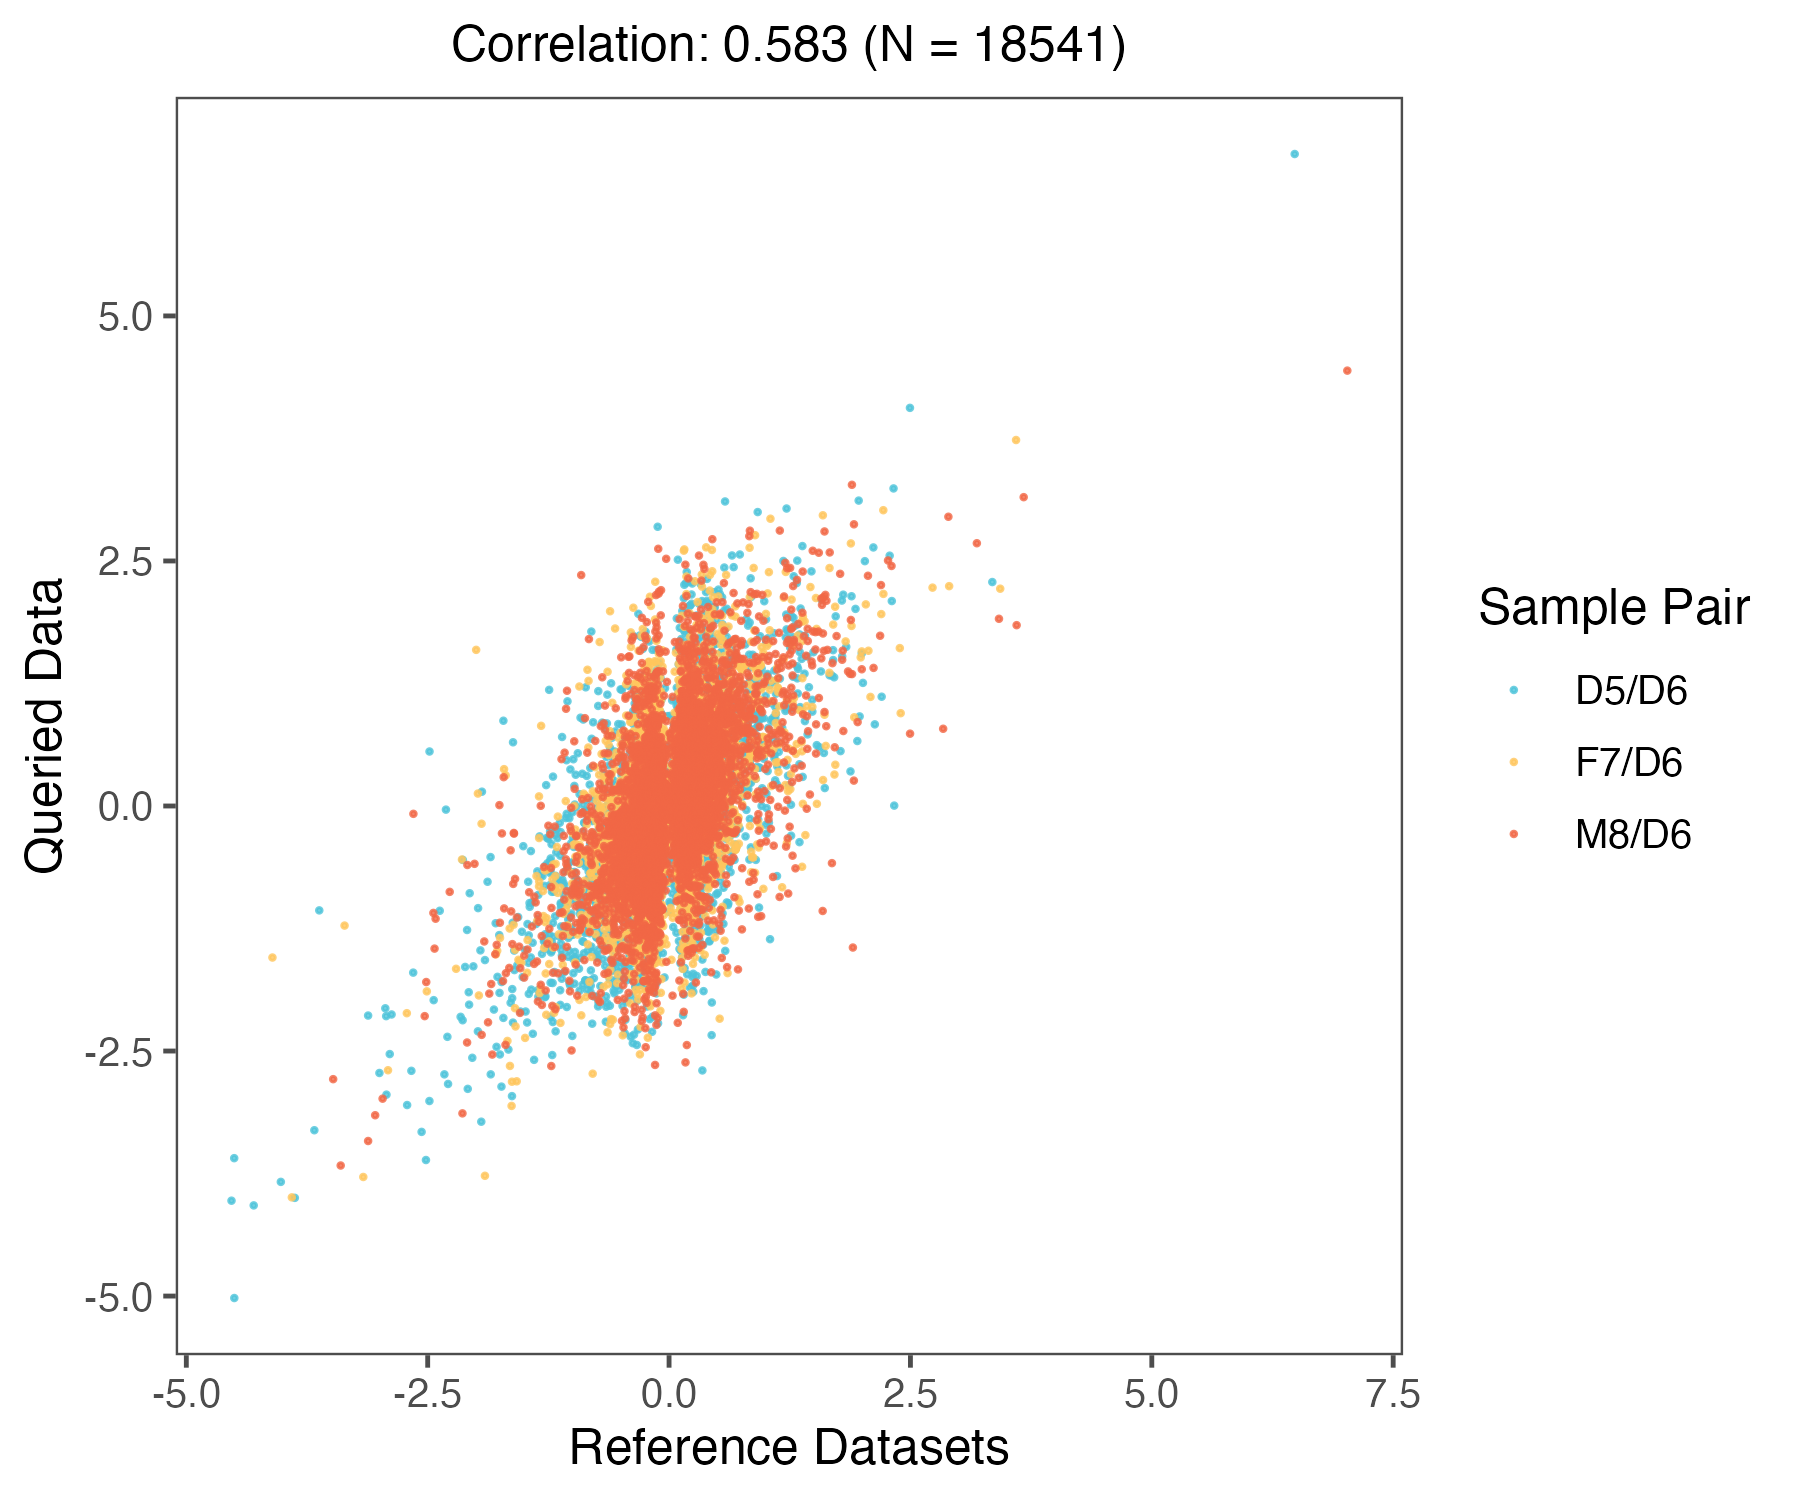 Correlation: 0.583 (N = 18541)
5.0
2.5
0.0
-2.5
-5.0
Queried Data
-5.0
-2.5
0.0
2.5
5.0
7.5
Reference Datasets
Sample Pair
D5/D6
F7/D6
M8/D6